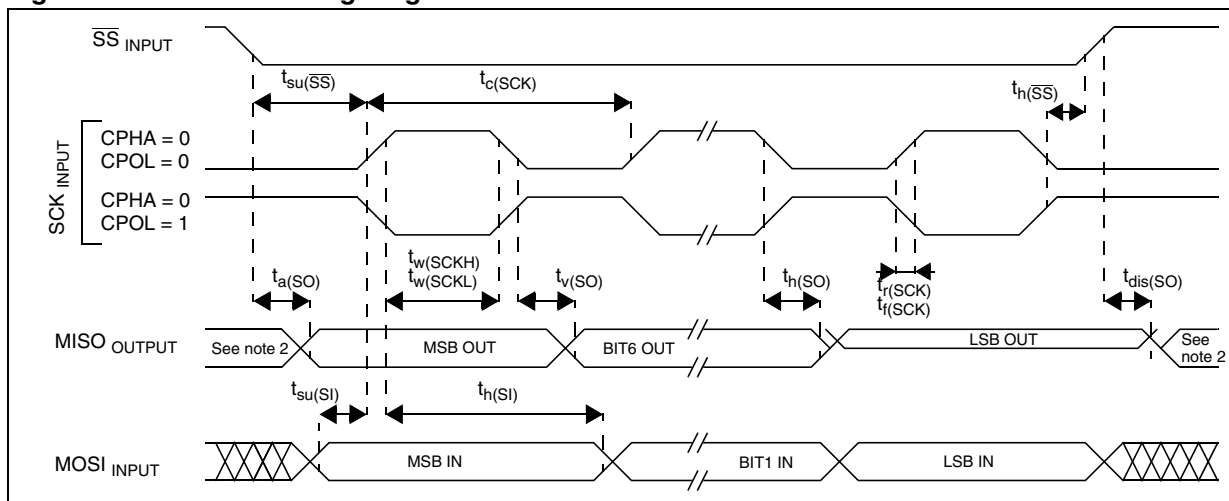 SS INPUT
tsu(SS)
tc(SCK)
th(SS)
SCK INPUT
CPHA = 0
CPOL = 0
CPHA = 0
CPOL = 1
ta(SO)
tw(SCKH)
tw(SCKL)
tv(SO)
th(SO)
tr(SCK)
tf(SCK)
tdis(SO)
MISO OUTPUT
See note 2
MSB OUT
BIT6 OUT
LSB OUT
See
note 2
tsu(SI)
th(SI)
MOSI INPUT
MSB IN
BIT1 IN
LSB IN